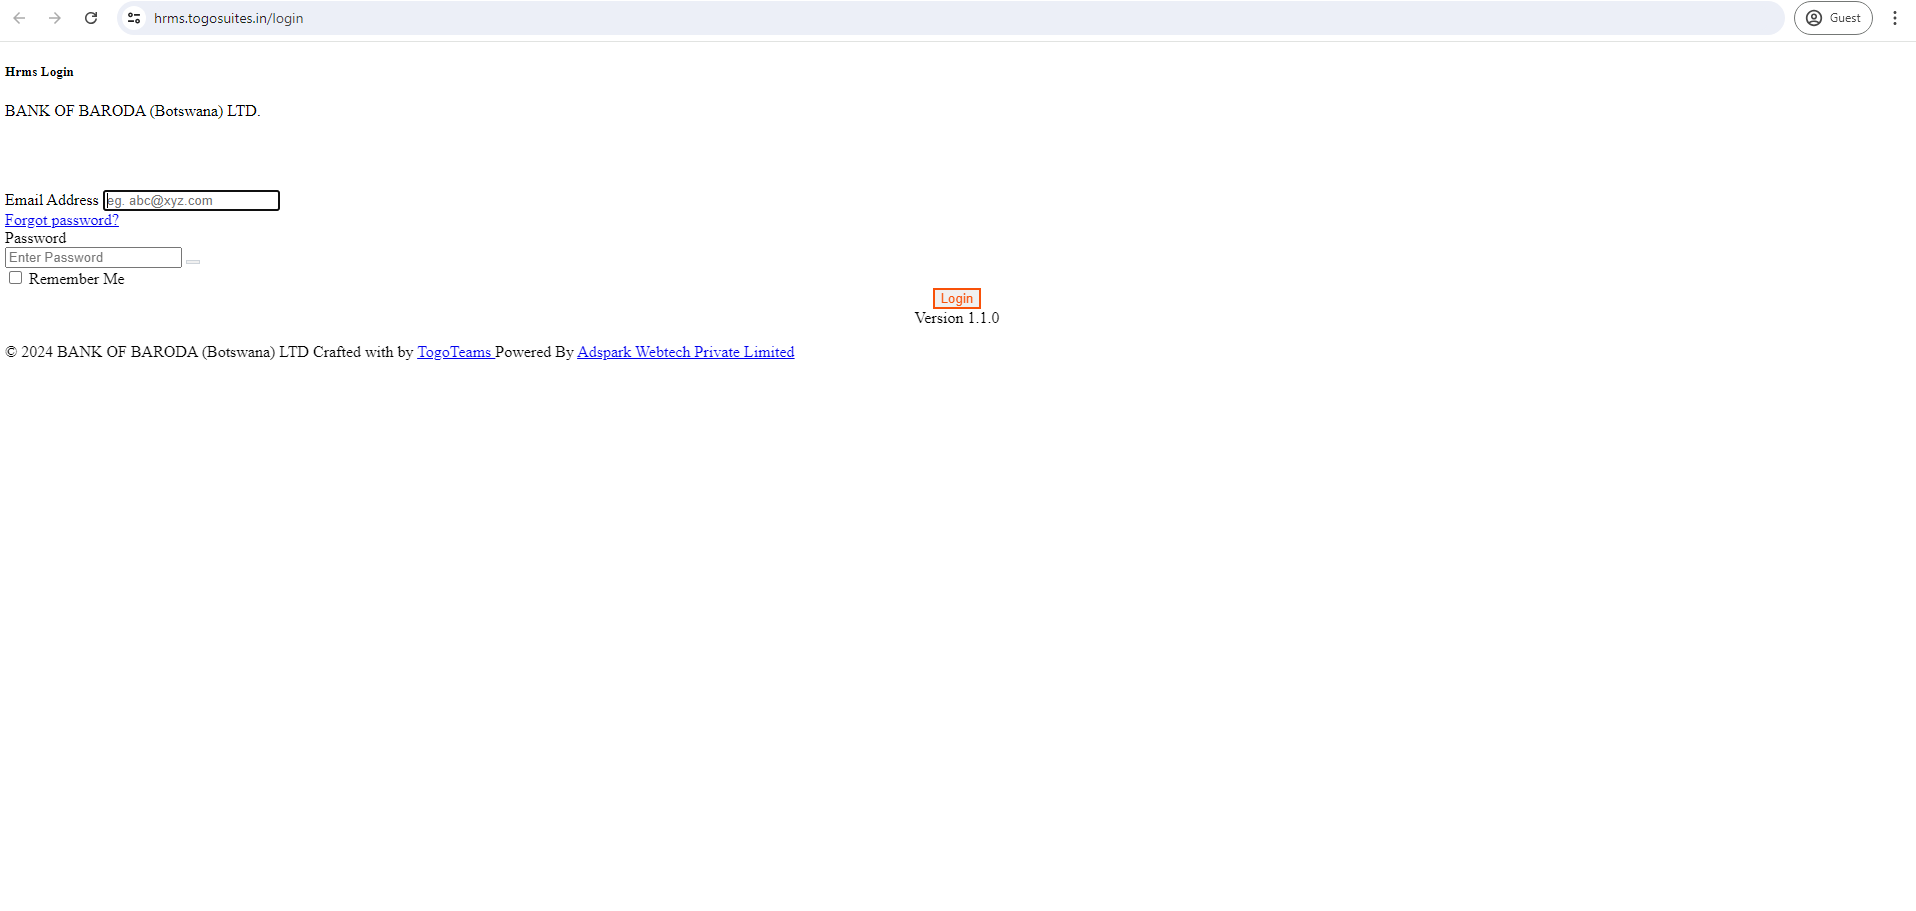 hrms.togosuites.in/login
Guest
Hrms Login
BANK OF BARODA (Botswana) LTD.
Email Address eg. abc@xyz.com
Forgot password?
Password
Enter Password
Remember Me
Login
Version 1.1.0
© 2024 BANK OF BARODA (Botswana) LTD Crafted with by TogoTeams Powered By Adspark Webtech Private Limited